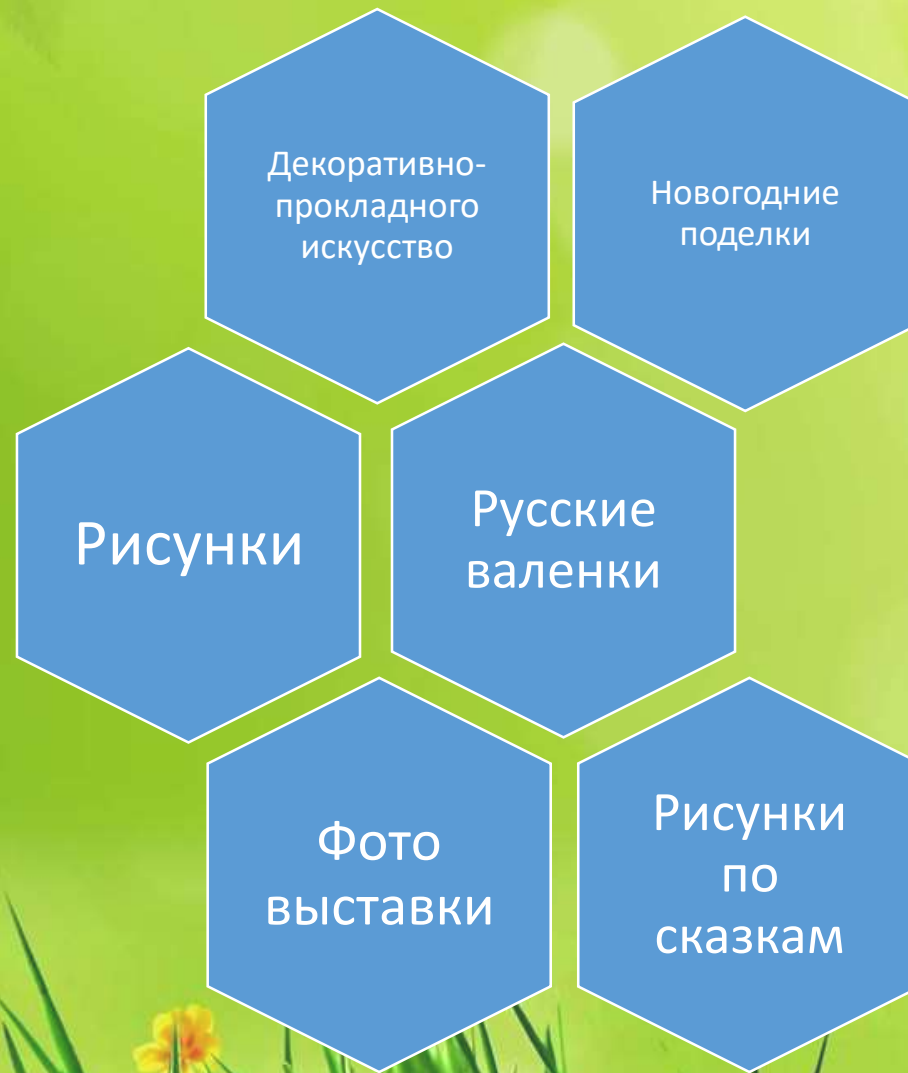 Декоративно-
прокладного
искусство
Новогодние
поделки
Рисунки
Русские
валенки
Фото
выставки
Рисунки
по
сказкам